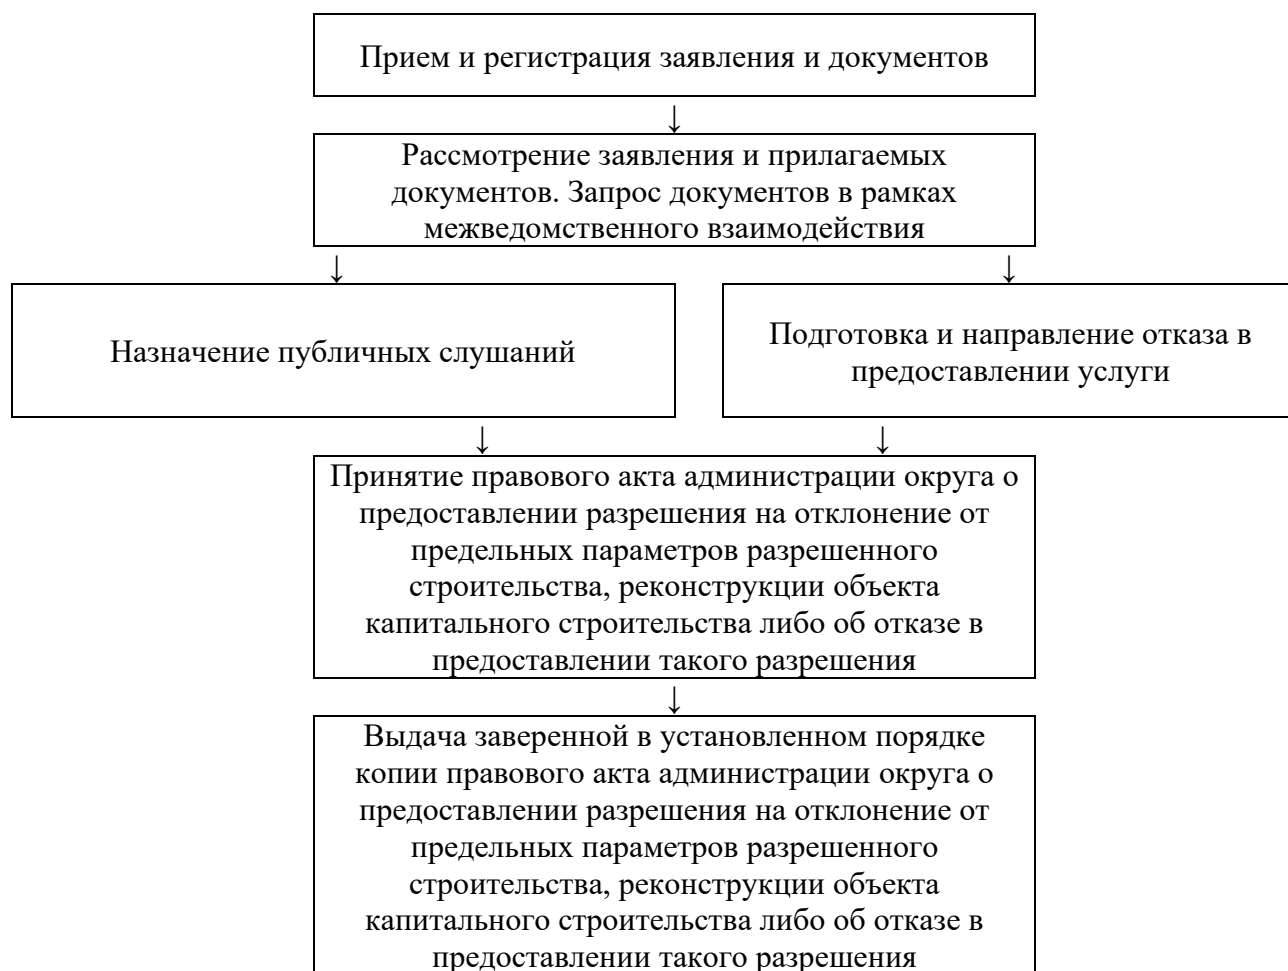 Прием и регистрация заявления и документов
↓
Рассмотрение заявления и прилагаемых
документов. Запрос документов в рамках
межведомственного взаимодействия
↓ ↓
Назначение публичных слушаний
Подготовка и направление отказа в
предоставлении услуги
↓ ↓
Принятие правового акта администрации округа о
предоставлении разрешения на отклонение от
предельных параметров разрешенного
строительства, реконструкции объекта
капитального строительства либо об отказе в
предоставлении такого разрешения
↓
Выдача заверенной в установленном порядке
копии правового акта администрации округа о
предоставлении разрешения на отклонение от
предельных параметров разрешенного
строительства, реконструкции объекта
капитального строительства либо об отказе в
предоставлении такого разрешения